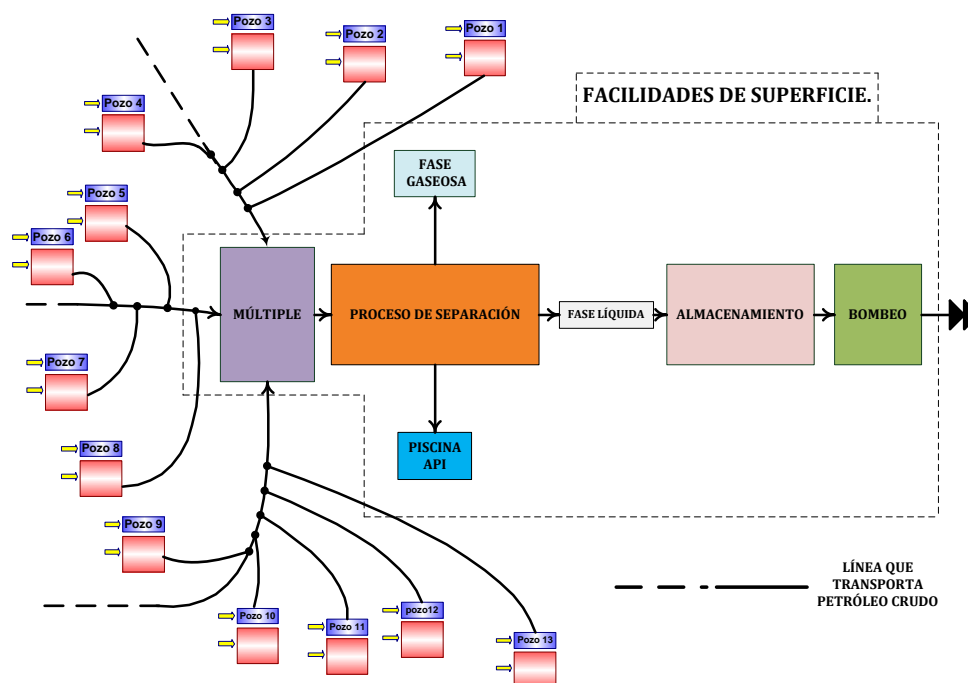 Pozo 3
Pozo 2
Pozo 1
Pozo 4
FACILIDADES DE SUPERFICIE.
FASE
GASEOSA
Pozo 5
Pozo 6
MÚLTIPLE
PROCESO DE SEPARACIÓN
FASE LÍQUIDA
ALMACENAMIENTO
BOMBEO
Pozo 7
Pozo 8
PISCINA
API
Pozo 9
LÍNEA QUE
TRANSPORTA
PETRÓLEO CRUDO
Pozo 10
Pozo 11
pozo12
Pozo 13